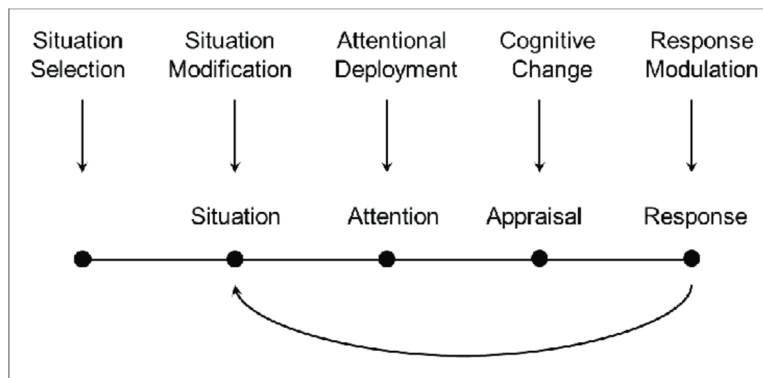 Situation
Selection
Situation
Modification
Attentional
Deployment
Cognitive
Change
Response
Modulation
Situation
Attention
Appraisal
Response